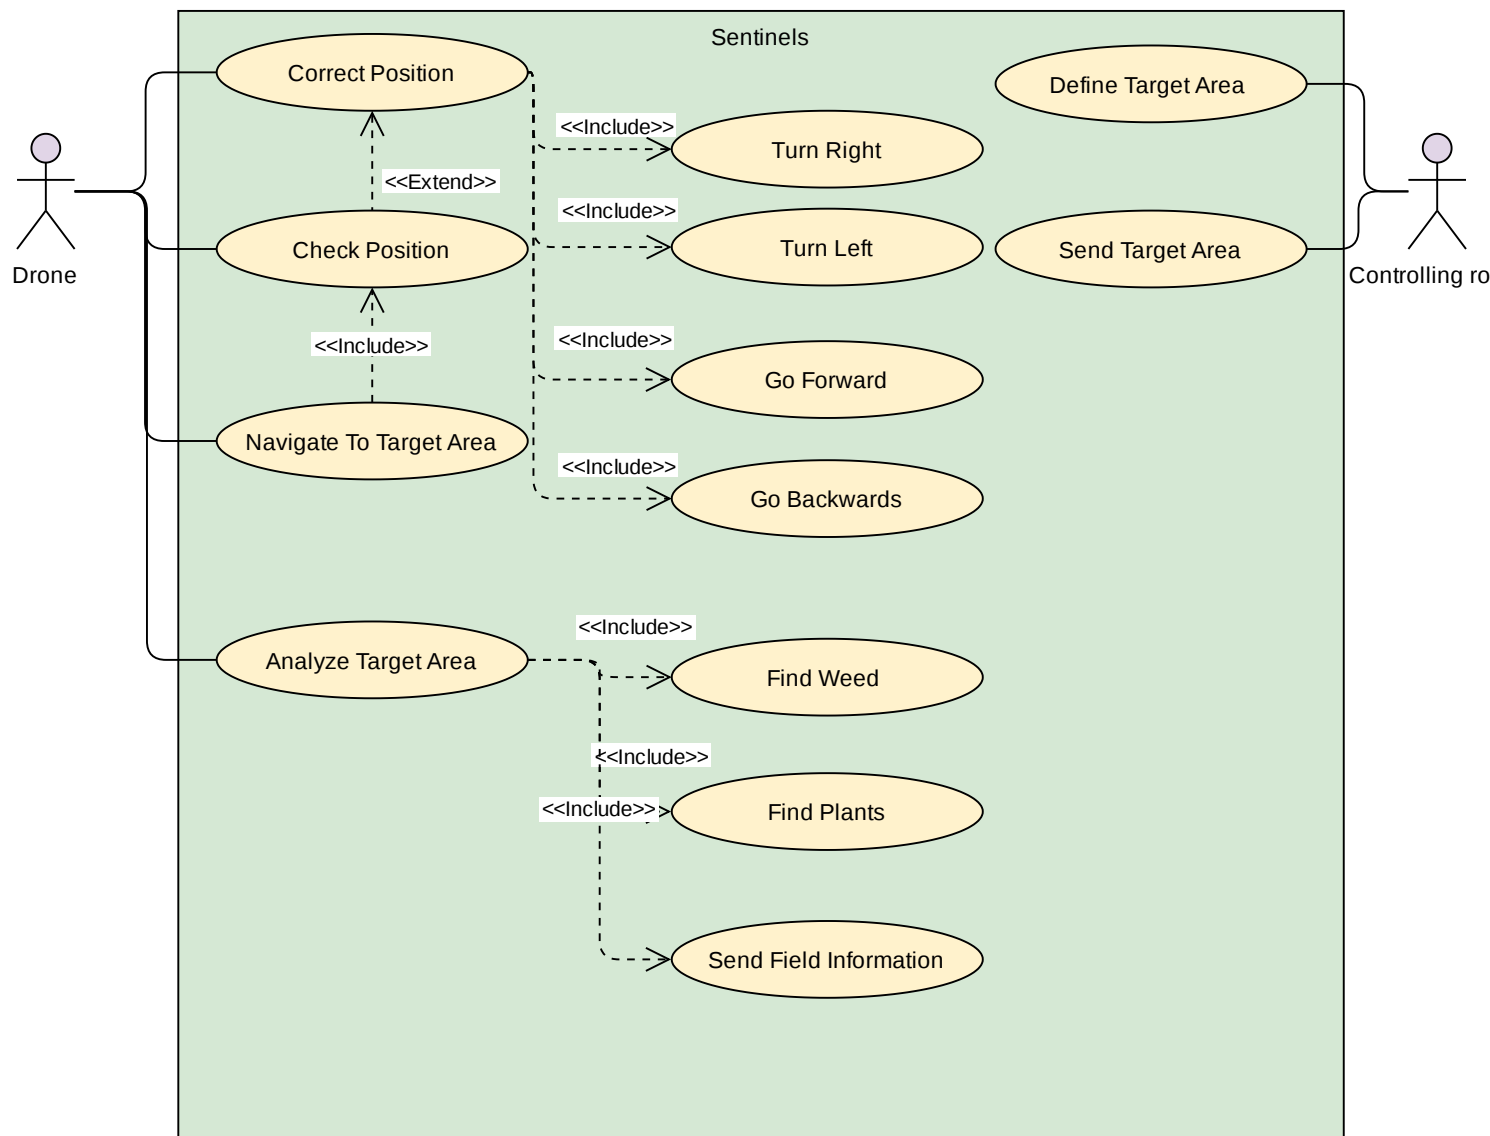 Sentinels
Correct Position
Define Target Area
<<Include>>
Turn Right
<<Extend>>
<<Include>>
Check Position
Turn Left
Send Target Area
Drone
Controlling ro
<<Include>>
<<Include>>
Go Forward
Navigate To Target Area
<<Include>>
Go Backwards
<<Include>>
Analyze Target Area
Find Weed
<<Include>>
<<Include>>
Find Plants
Send Field Information